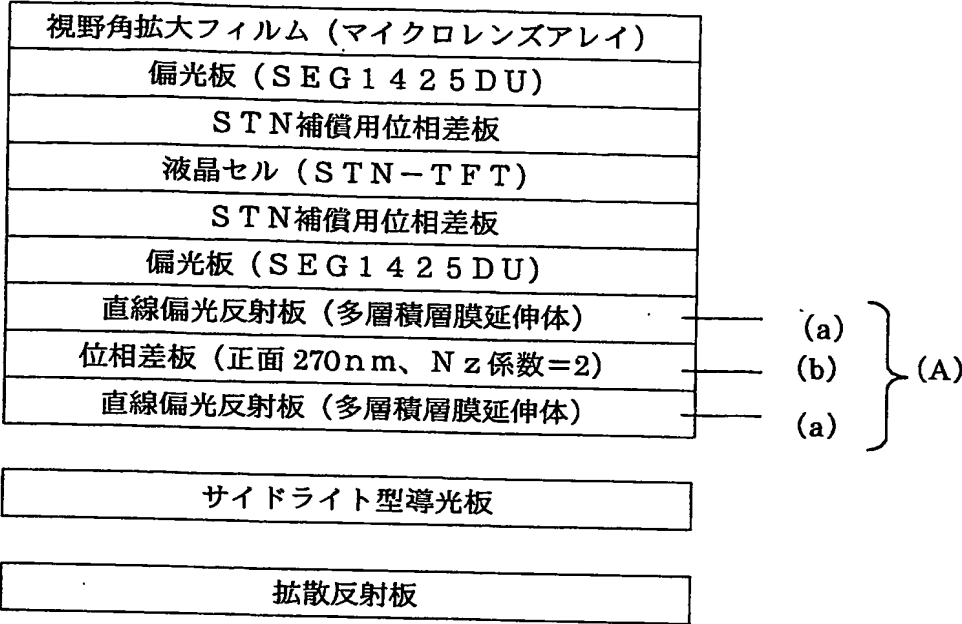 視野角拡大フィルム（マイクロレンズアレイ）
偏光板（ＳＥＧ１４２５ＤＵ）
ＳＴＮ補償用位相差板
液晶セル（ＳＴＮ－ＴＦＴ）
ＳＴＮ補償用位相差板
偏光板（ＳＥＧ１４２５ＤＵ）
直線偏光反射板（多層積層膜延伸体） (a)
位相差板（正面270ｎｍ、Ｎｚ係数＝2） (b) (A)
直線偏光反射板（多層積層膜延伸体） (a)
サイドライト型導光板
拡散反射板